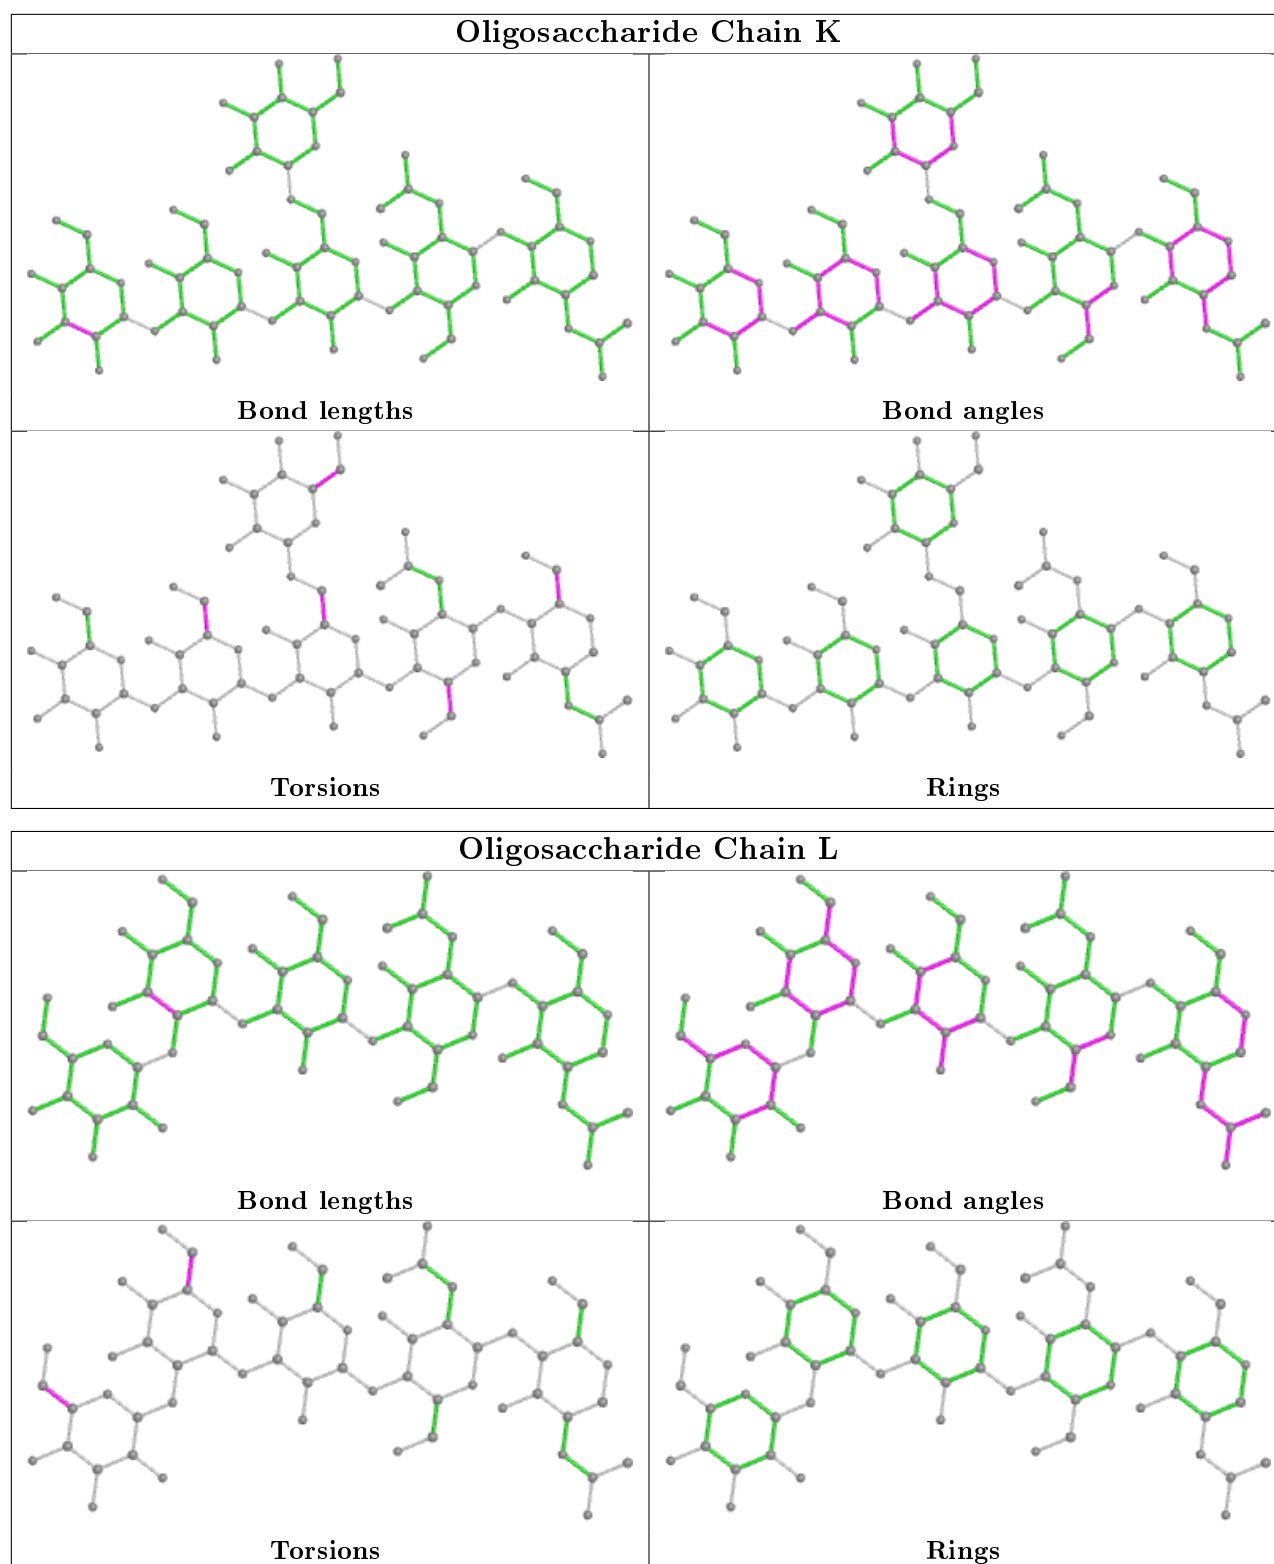 Oligosaccharide Chain K
Bond lengths
Bond angles
Torsions
Rings
Oligosaccharide Chain L
Bond lengths
Bond angles
Torsions
Rings